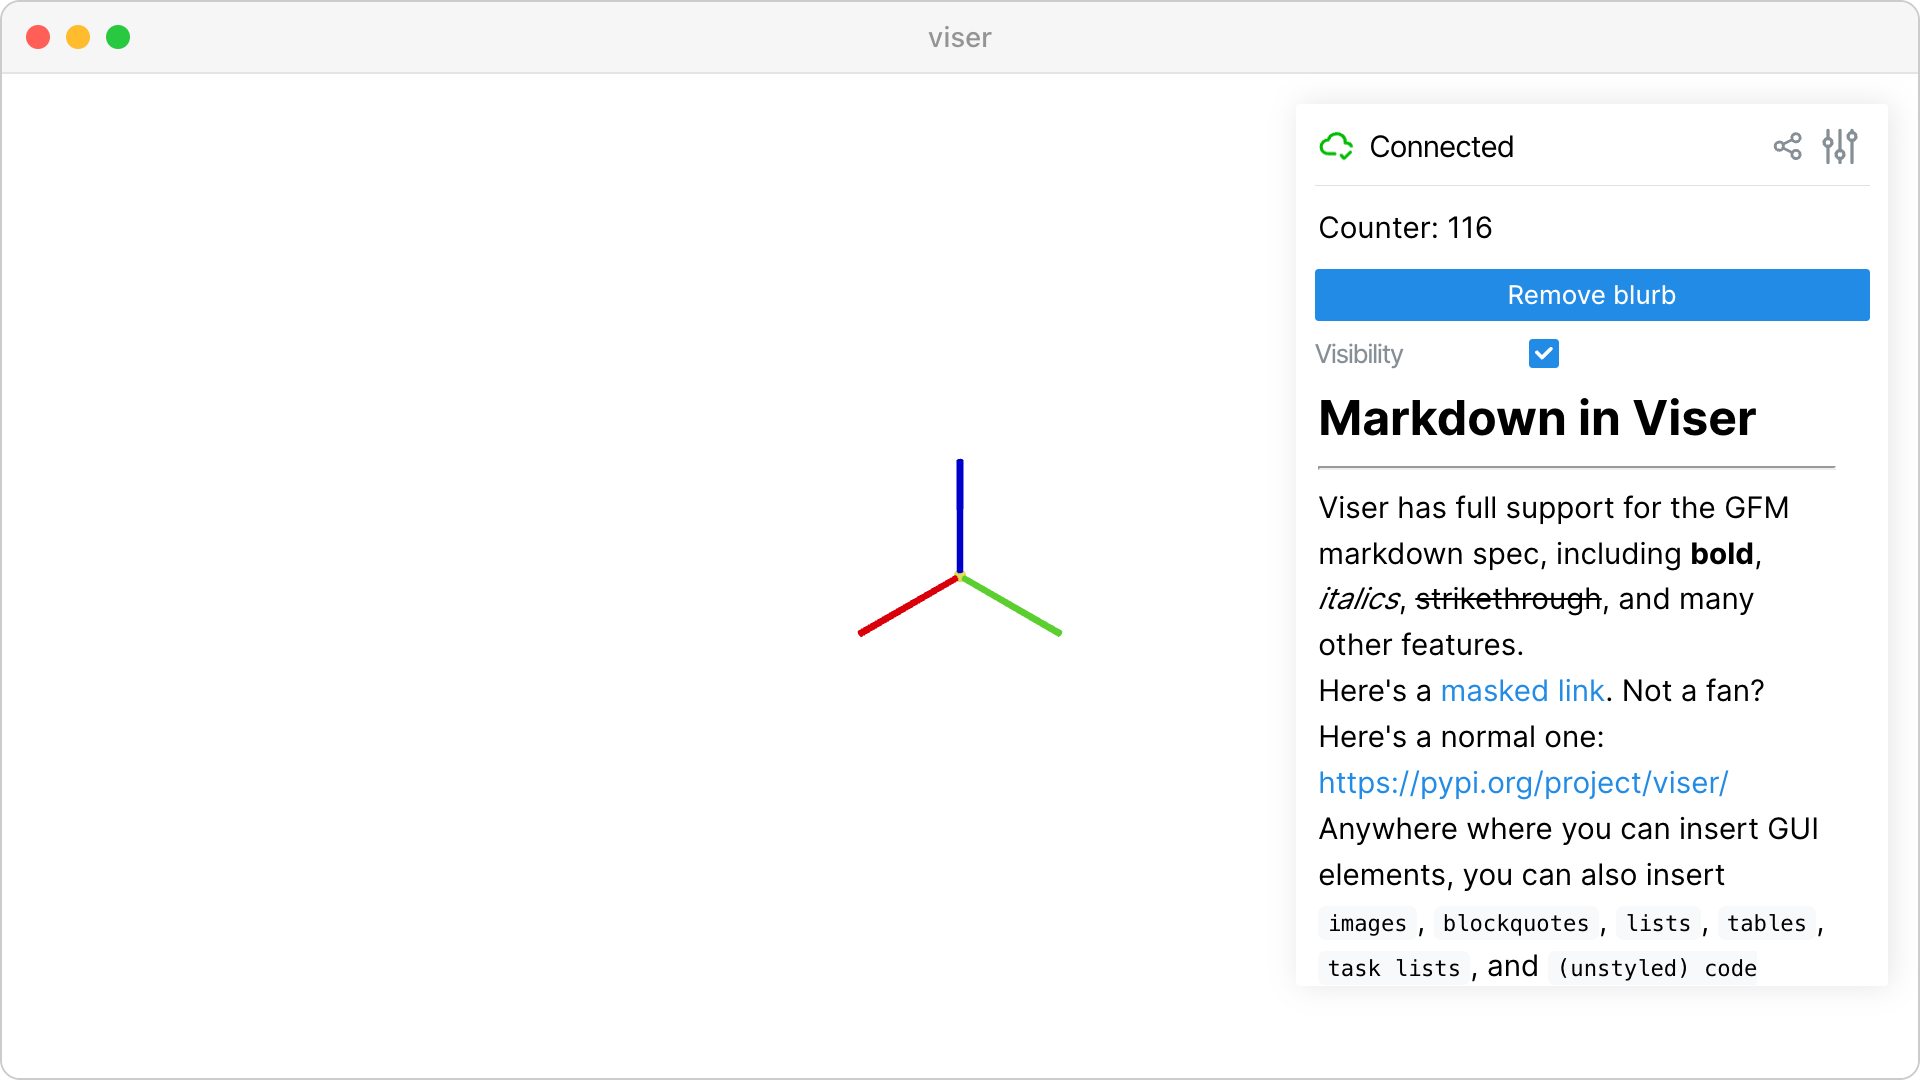 viser
Connected
Counter: 116
Remove blurb
Visibility
Markdown in Viser
Viser has full support for the GFM
markdown spec, including bold,
italics, strikethrough, and many
other features.
Here's a masked link. Not a fan?
Here's a normal one:
https://pypi.org/project/viser/
Anywhere where you can insert GUI
elements, you can also insert
images, blockquotes, lists, tables,
task lists, and (unstyled) code